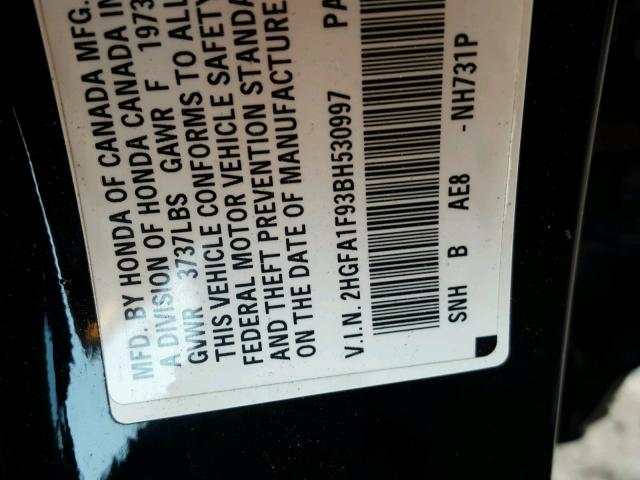 MFD. BY HONDA OF CANADA MFG.
A DIVISION OF HONDA CANADA IN
GVWR 3737LBS GAWR F 1973
THIS VEHICLE CONFORMS TO ALL
FEDERAL MOTOR VEHICLE SAFETY
AND THEFT PREVENTION STANDA
ON THE DATE OF MANUFACTURE
V.I.N. 2HGFA1F93BH530997 PA
SNH B AE8 -NH731P